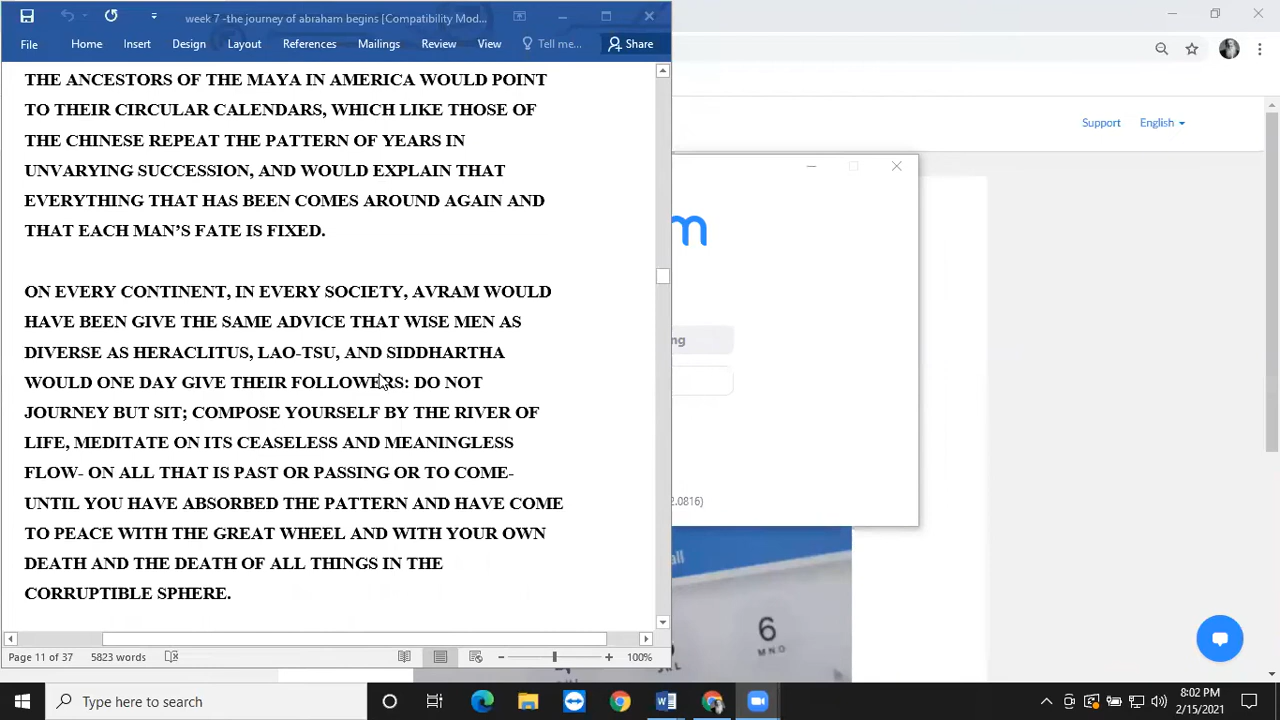 week 7 -the journey of abraham begins [Compatibility Mod...
File Home Insert Design Layout References Mailings Review View Tell me... Share
THE ANCESTORS OF THE MAYA IN AMERICA WOULD POINT
TO THEIR CIRCULAR CALENDARS, WHICH LIKE THOSE OF
THE CHINESE REPEAT THE PATTERN OF YEARS IN
UNVARYING SUCCESSION, AND WOULD EXPLAIN THAT
EVERYTHING THAT HAS BEEN COMES AROUND AGAIN AND
THAT EACH MAN'S FATE IS FIXED.
ON EVERY CONTINENT, IN EVERY SOCIETY, AVRAM WOULD
HAVE BEEN GIVE THE SAME ADVICE THAT WISE MEN AS
DIVERSE AS HERACLITUS, LAO-TSU, AND SIDDHARTHA
WOULD ONE DAY GIVE THEIR FOLLOWERS: DO NOT
JOURNEY BUT SIT; COMPOSE YOURSELF BY THE RIVER OF
LIFE, MEDITATE ON ITS CEASELESS AND MEANINGLESS
FLOW- ON ALL THAT IS PAST OR PASSING OR TO COME-
UNTIL YOU HAVE ABSORBED THE PATTERN AND HAVE COME
TO PEACE WITH THE GREAT WHEEL AND WITH YOUR OWN
DEATH AND THE DEATH OF ALL THINGS IN THE
CORRUPTIBLE SPHERE.
Page 11 of 37 5823 words 100%
Support English
m
ng
2.0816)
all
6
MNO
Type here to search
8:02 PM
2/15/2021